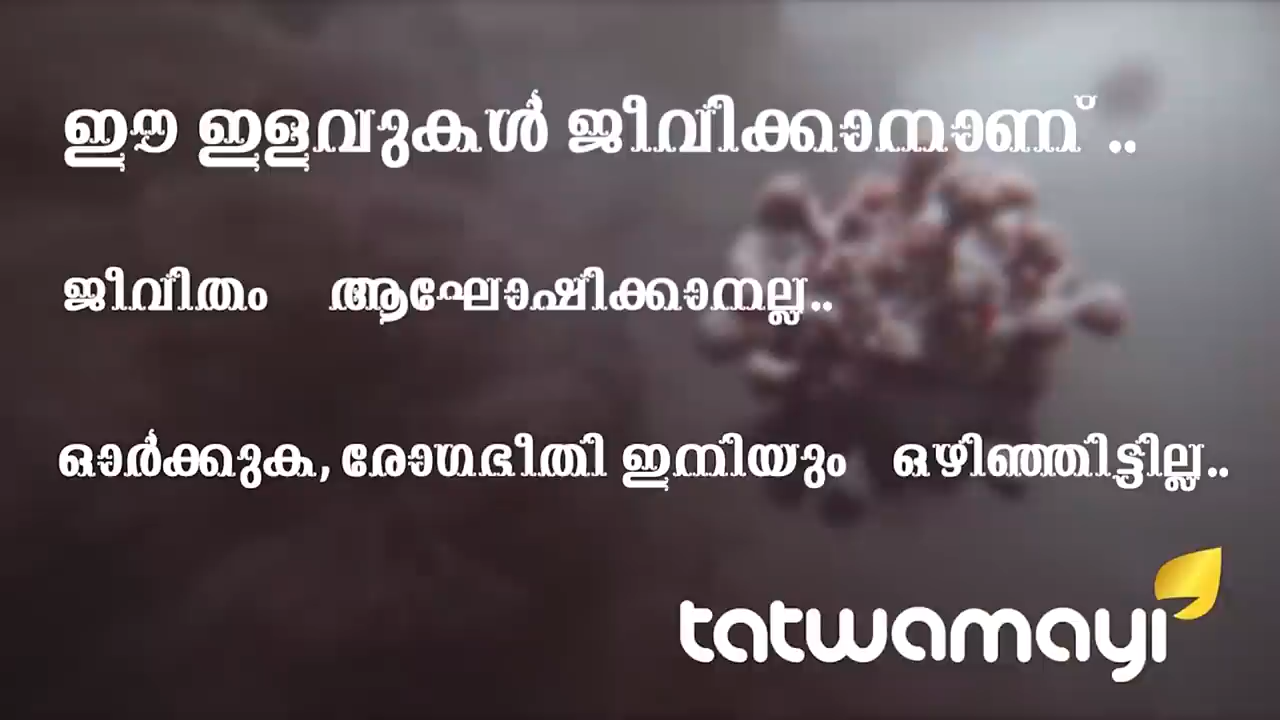 ഈ ഇളവുകൾ ജീവിക്കാനാണ് ..
ജീവിതം ആഘോഷിക്കാനല്ല..
ഓർക്കുക, രോഗഭീതി ഇനിയും ഒഴിഞ്ഞിട്ടില്ല..
tatwamayi